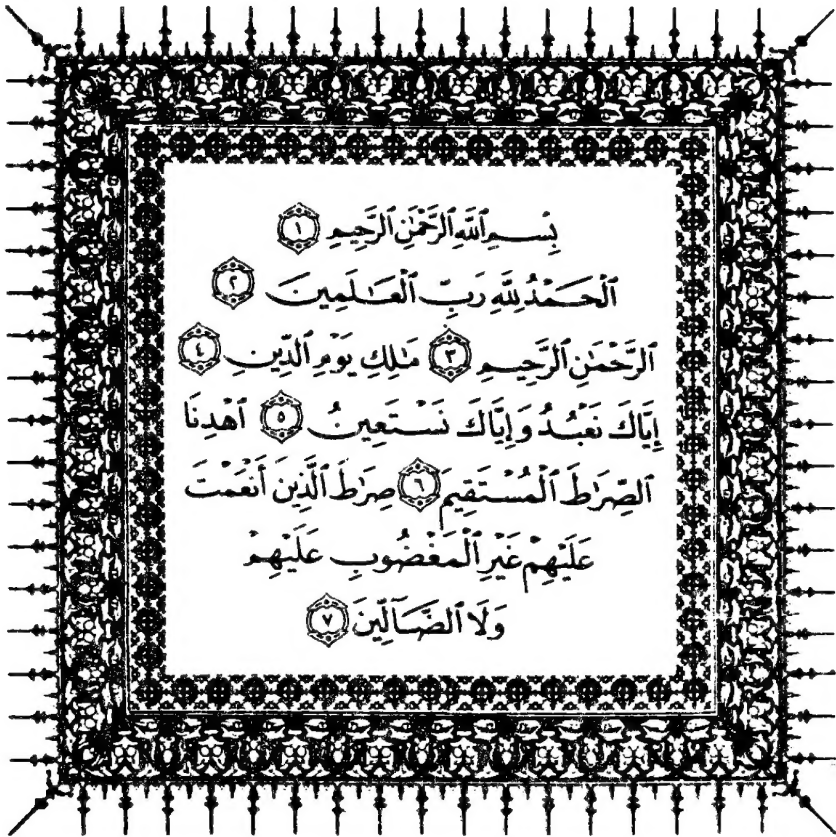 بِسْمِ ٱللَّهِ ٱلرَّحْمَٰنِ ٱلرَّحِيمِ ١
ٱلْحَمْدُ لِلَّهِ رَبِّ ٱلْعَٰلَمِينَ ٢
ٱلرَّحْمَٰنِ ٱلرَّحِيمِ ٣ مَٰلِكِ يَوْمِ ٱلدِّينِ ٤
إِيَّاكَ نَعْبُدُ وَإِيَّاكَ نَسْتَعِينُ ٥ ٱهْدِنَا
ٱلصِّرَٰطَ ٱلْمُسْتَقِيمَ ٦ صِرَٰطَ ٱلَّذِينَ أَنْعَمْتَ
عَلَيْهِمْ غَيْرِ ٱلْمَغْضُوبِ عَلَيْهِمْ
وَلَا ٱلضَّآلِّينَ ٧